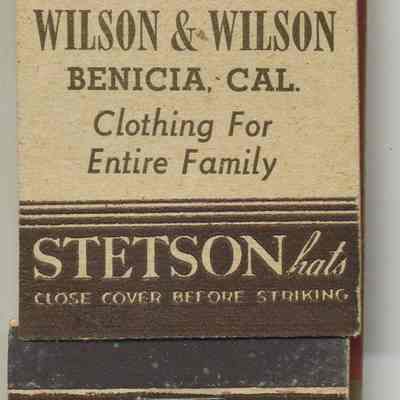 WILSON & WILSON
BENICIA, CAL.
Clothing For
Entire Family
STETSON hats
CLOSE COVER BEFORE STRIKING